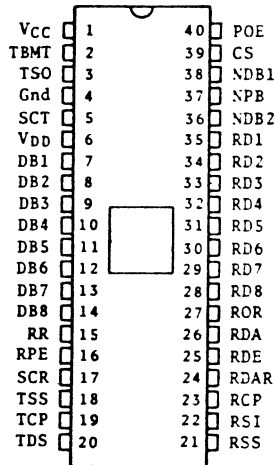 VCC 1 40 POE
TBMT 2 39 CS
TSO 3 38 NDB1
Gnd 4 37 NPB
SCT 5 36 NDB2
VDD 6 35 RD1
DB1 7 34 RD2
DB2 8 33 RD3
DB3 9 32 RD4
DB4 10 31 RD5
DB5 11 30 RD6
DB6 12 29 RD7
DB7 13 28 RD8
DB8 14 27 ROR
RR 15 26 RDA
RPE 16 25 RDE
SCR 17 24 RDAR
TSS 18 23 RCP
TCP 19 22 RSI
TDS 20 21 RSS